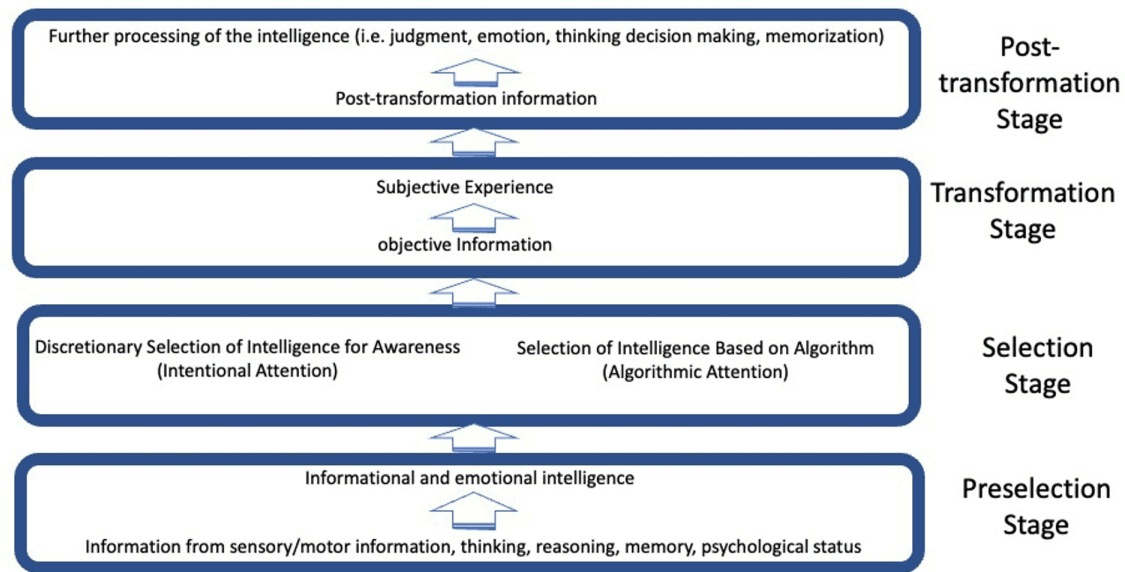 Further processing of the intelligence (i.e. judgment, emotion, thinking decision making, memorization)
Post-transformation information
Post-
transformation
Stage
Subjective Experience
objective Information
Transformation
Stage
Discretionary Selection of Intelligence for Awareness
(Intentional Attention)
Selection of Intelligence Based on Algorithm
(Algorithmic Attention)
Selection
Stage
Informational and emotional intelligence
Information from sensory/motor information, thinking, reasoning, memory, psychological status
Preselection
Stage